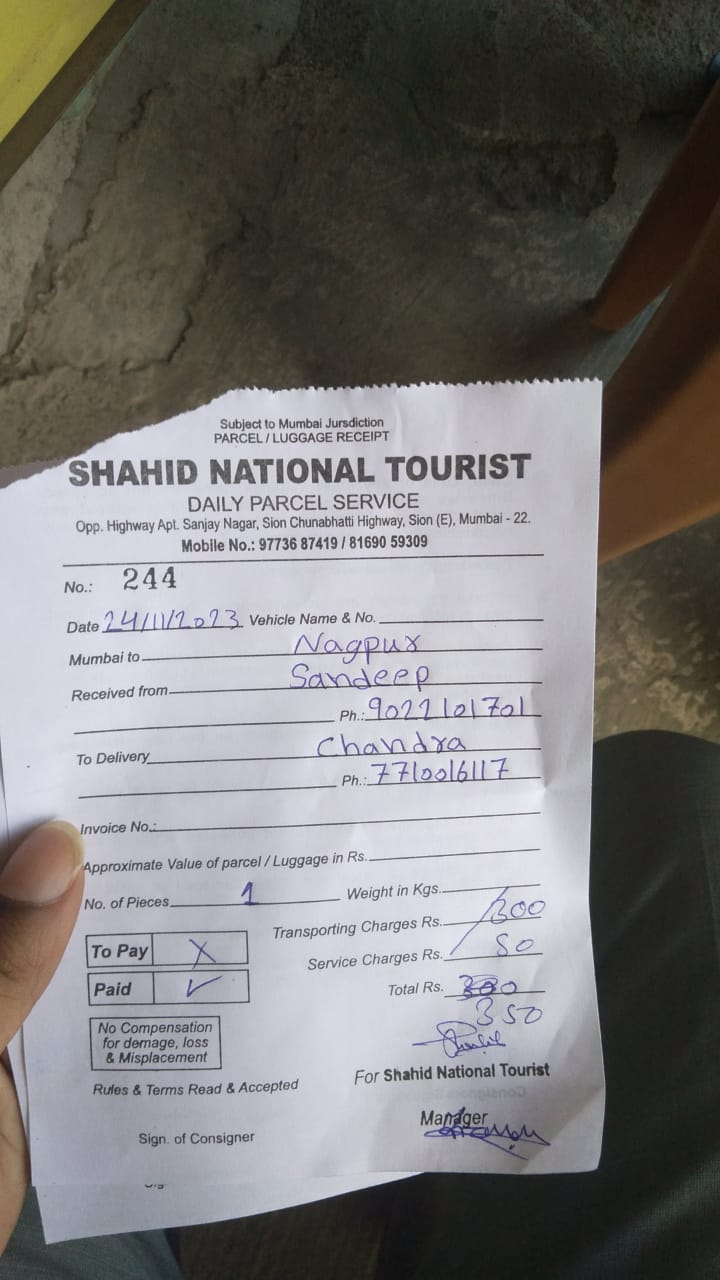 Subject to Mumbai Jursdiction
PARCEL / LUGGAGE RECEIPT
SHAHID NATIONAL TOURIST
DAILY PARCEL SERVICE
Opp. Highway Apt. Sanjay Nagar, Sion Chunabhatti Highway, Sion (E), Mumbai - 22.
Mobile No.: 97736 87419 / 81690 59309
No.: 244
Date 24/11/2023 Vehicle Name & No.
Mumbai to Nagpur
Received from Sandeep
Ph.: 9022101701
To Delivery Chandra
Ph.: 7710016117
Invoice No.:
Approximate Value of parcel / Luggage in Rs.
No. of Pieces 1 Weight in Kgs.
Transporting Charges Rs. 300
To Pay X
Service Charges Rs. 50
Paid ✓
Total Rs.
350
No Compensation
for demage, loss
& Misplacement
Rules & Terms Read & Accepted
For Shahid National Tourist
Manager
Sign. of Consigner